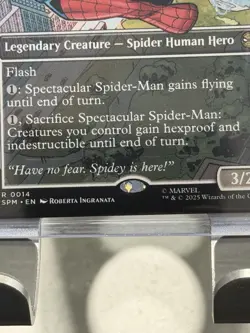 Legendary Creature — Spider Human Hero
Flash
1: Spectacular Spider-Man gains flying
until end of turn.
1, Sacrifice Spectacular Spider-Man:
Creatures you control gain hexproof and
indestructible until end of turn.
"Have no fear. Spidey is here!"
3/2
R 0014
SPM • EN Roberta Ingranata
© MARVEL
™ & © 2025 Wizards of the C